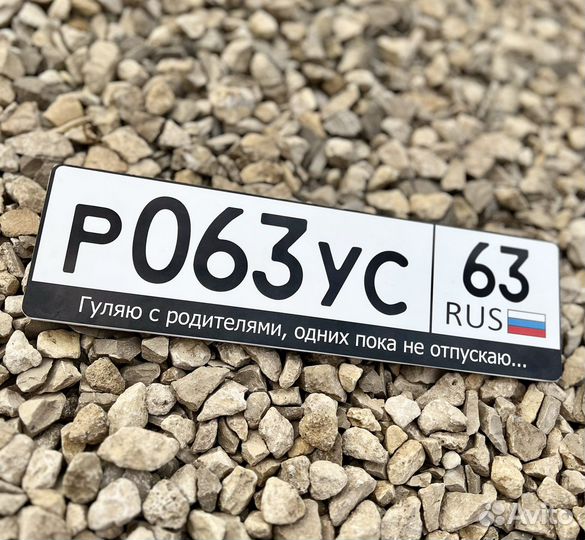 Р063УС 63
RUS
Гуляю с родителями, одних пока не отпускаю...
Avito